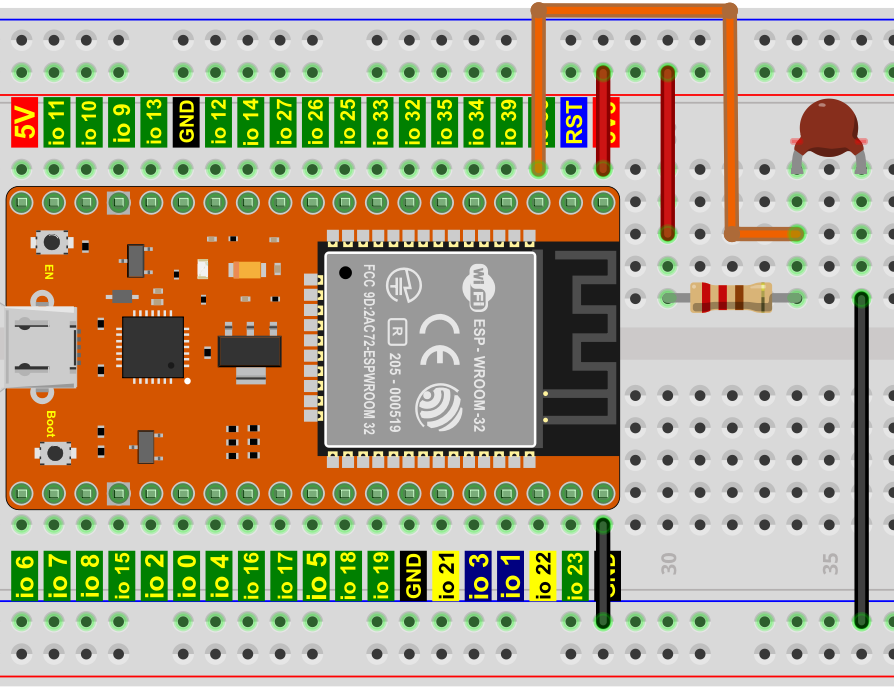 5V
io 11
io 10
io 9
io 13
GND
io 12
io 14
io 27
io 26
io 25
io 33
io 32
io 35
io 34
io 39
RST
EN
Boot
FCC 9D:2AC72-ESPWROOM 32
R
205 - 000519
CE
WiFi
ESP - WROOM-32
io 6
io 7
io 8
io 15
io 2
io 0
io 4
io 16
io 17
io 5
io 18
io 19
GND
io 21
io 3
io 1
io 22
io 23
GND
30
35